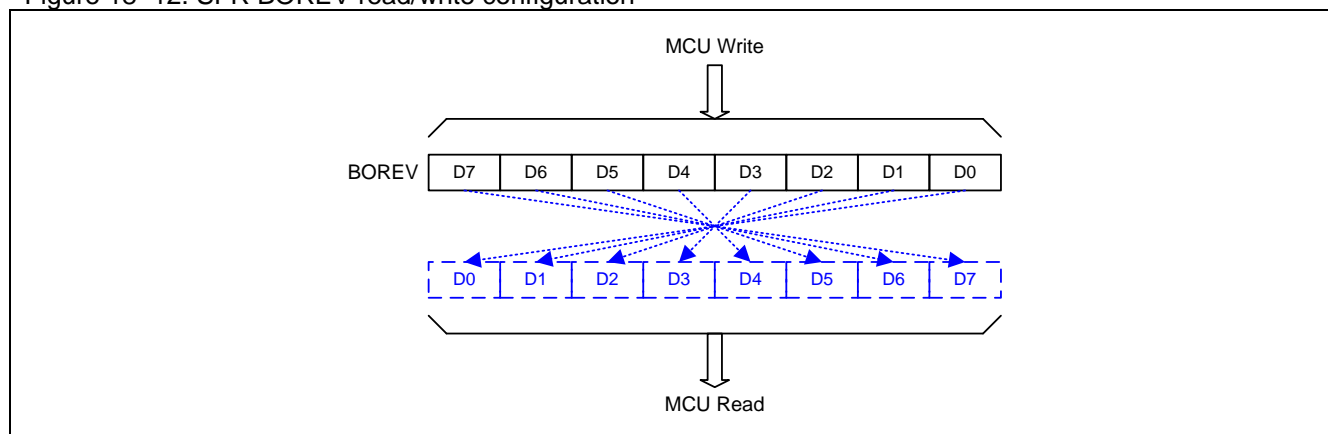 MCU Write
BOREV D7 D6 D5 D4 D3 D2 D1 D0
D0 D1 D2 D3 D4 D5 D6 D7
MCU Read